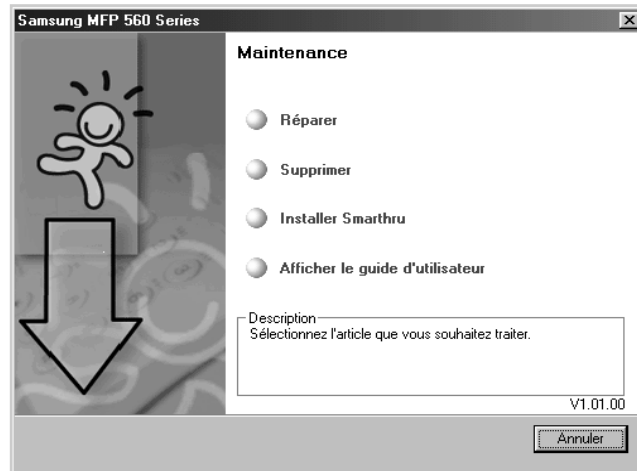 Samsung MFP 560 Series
Maintenance
Réparer
Supprimer
Installer Smarthru
Afficher le guide d'utilisateur
Description
Sélectionnez l'article que vous souhaitez traiter.
V1.01.00
Annuler